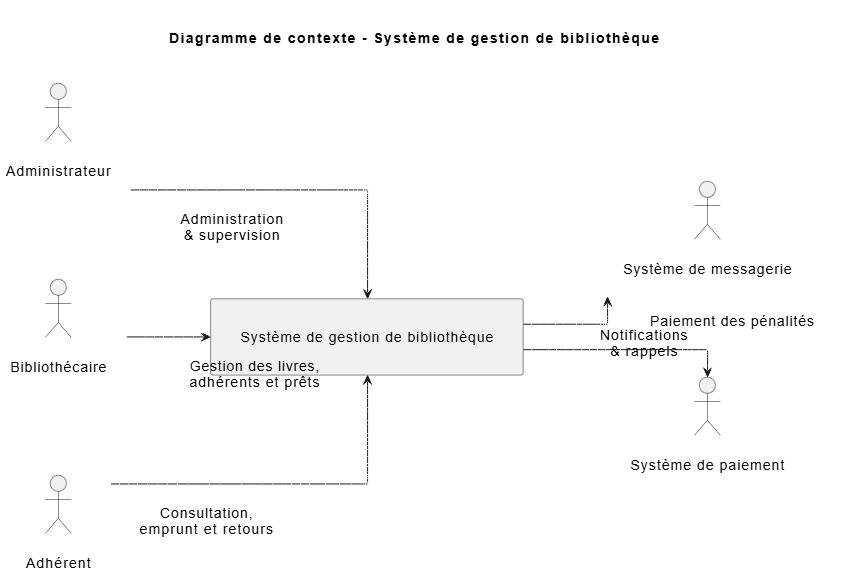 Diagramme de contexte - Système de gestion de bibliothèque
Administrateur
Administration
& supervision
Système de messagerie
Paiement des pénalités
Notifications
& rappels
Système de gestion de bibliothèque
Bibliothécaire
Gestion des livres,
adhérents et prêts
Système de paiement
Consultation,
emprunt et retours
Adhérent